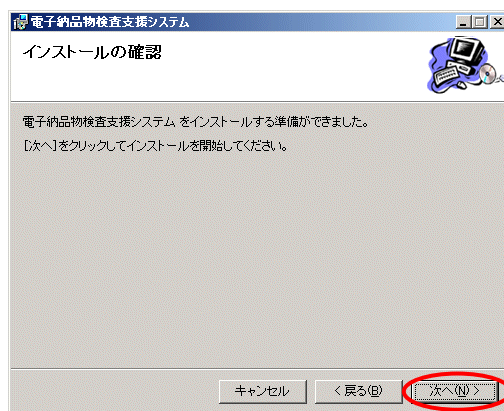 電子納品物検査支援システム
インストールの確認
電子納品物検査支援システム をインストールする準備ができました。
[次へ]をクリックしてインストールを開始してください。
キャンセル
< 戻る(B)
次へ(N) >